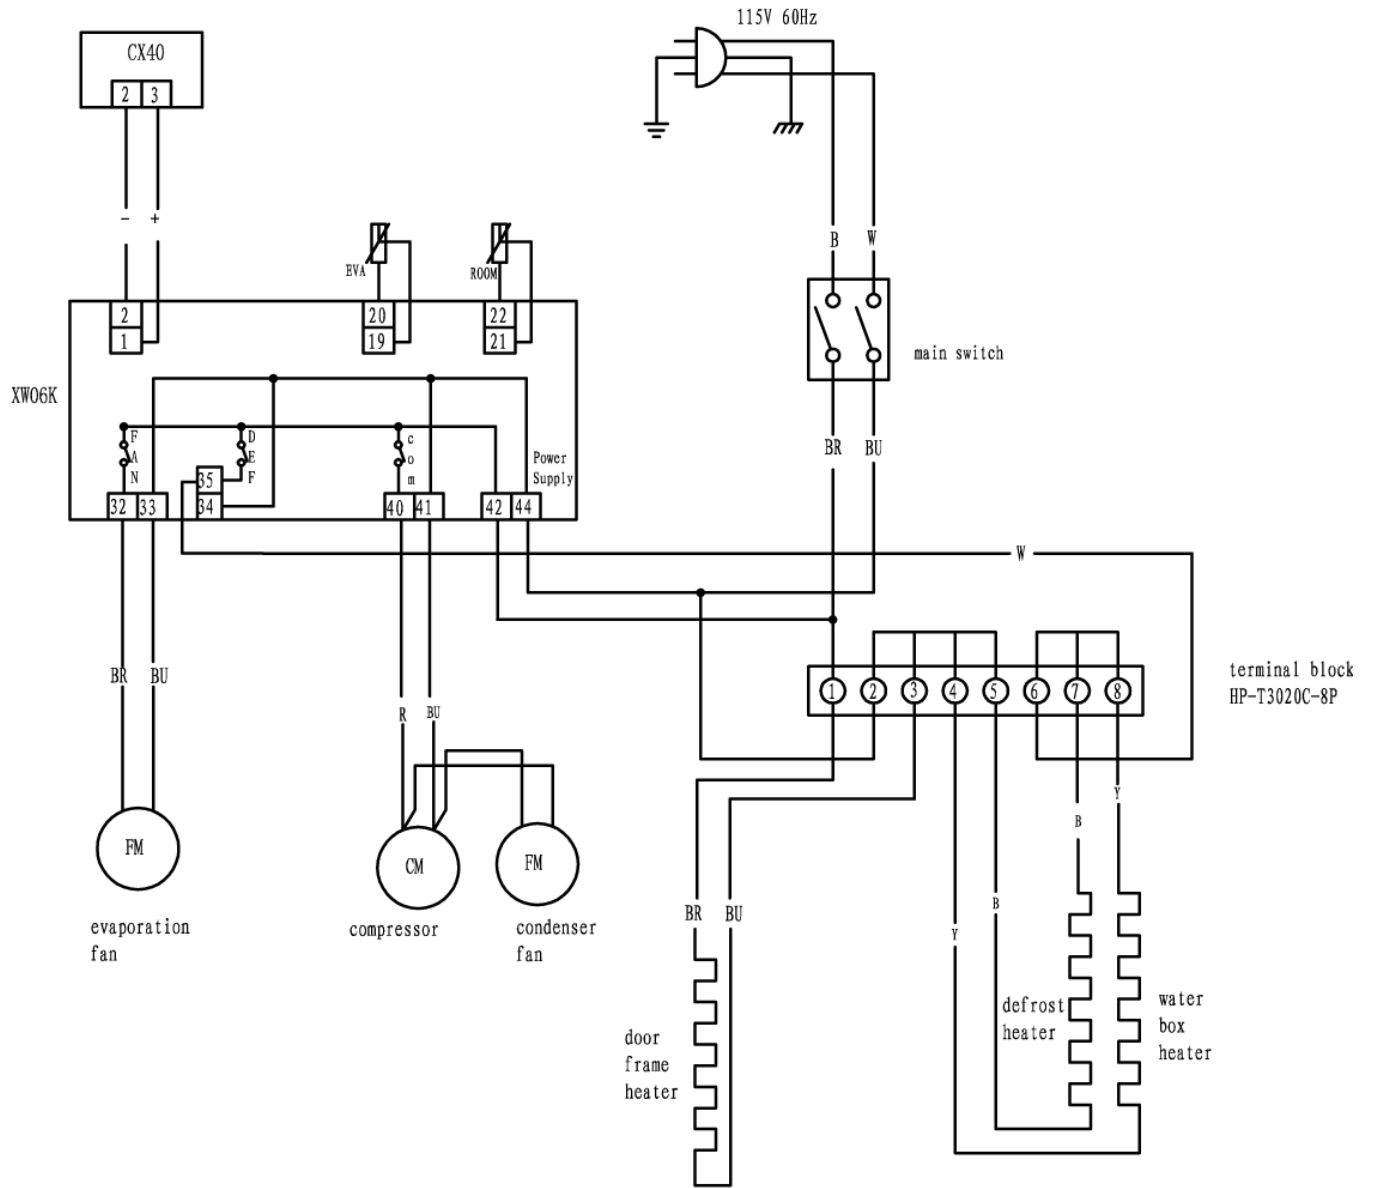 115V 60Hz
CX40
2 3
- +
B W
EVA ROOM
2 20 22
1 19 21
main switch
XW06K
FAN
DEF
com
BR BU
Power
Supply
35
32 33 34 40 41 42 44
W
terminal block
HP-T3020C-8P
1 2 3 4 5 6 7 8
BR BU
R BU
Y
B
FM
CM
FM
evaporation
fan
compressor
condenser
fan
BR BU
B
Y
defrost
heater
water
box
heater
door
frame
heater